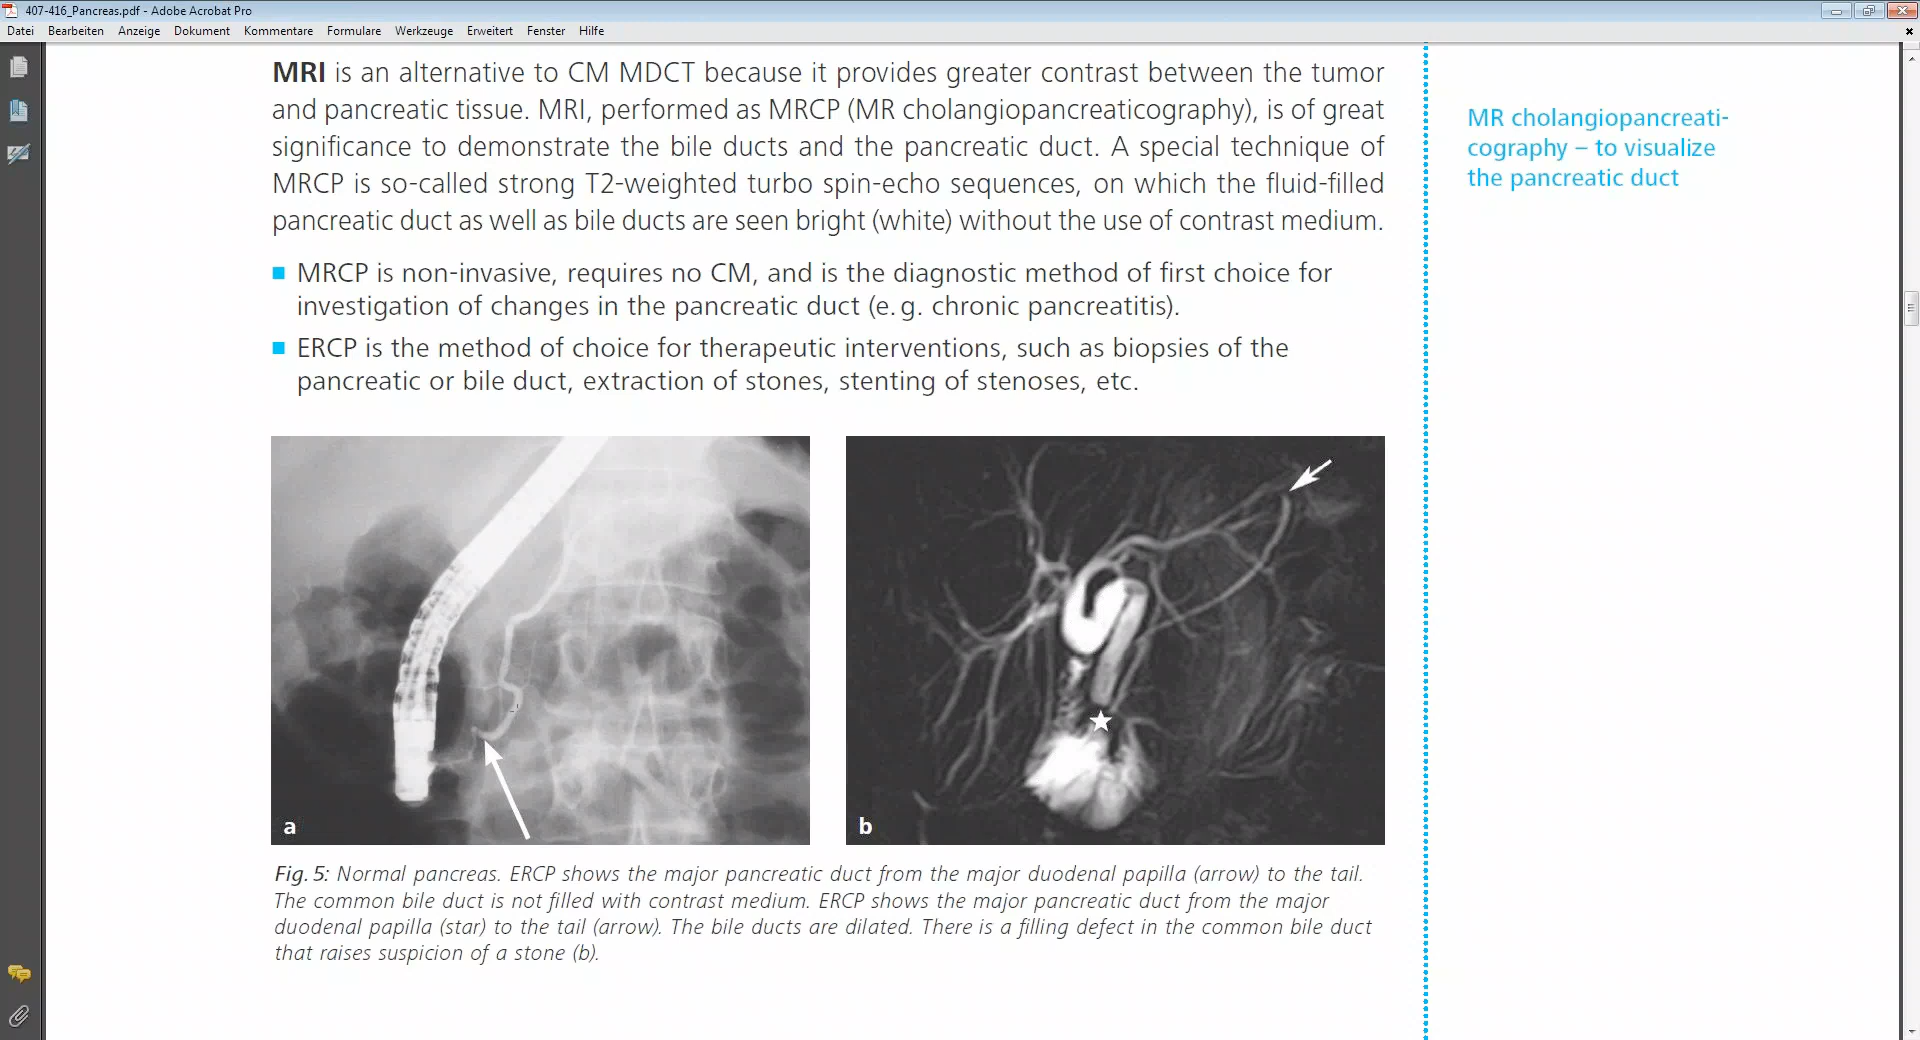 407-416_Pancreas.pdf - Adobe Acrobat Pro
Datei Bearbeiten Anzeige Dokument Kommentare Formulare Werkzeuge Erweitert Fenster Hilfe
MRI is an alternative to CM MDCT because it provides greater contrast between the tumor
and pancreatic tissue. MRI, performed as MRCP (MR cholangiopancreaticography), is of great
significance to demonstrate the bile ducts and the pancreatic duct. A special technique of
MRCP is so-called strong T2-weighted turbo spin-echo sequences, on which the fluid-filled
pancreatic duct as well as bile ducts are seen bright (white) without the use of contrast medium.
MRCP is non-invasive, requires no CM, and is the diagnostic method of first choice for
investigation of changes in the pancreatic duct (e. g. chronic pancreatitis).
ERCP is the method of choice for therapeutic interventions, such as biopsies of the
pancreatic or bile duct, extraction of stones, stenting of stenoses, etc.
MR cholangiopancreati-
cography – to visualize
the pancreatic duct
a
b
Fig. 5: Normal pancreas. ERCP shows the major pancreatic duct from the major duodenal papilla (arrow) to the tail.
The common bile duct is not filled with contrast medium. ERCP shows the major pancreatic duct from the major
duodenal papilla (star) to the tail (arrow). The bile ducts are dilated. There is a filling defect in the common bile duct
that raises suspicion of a stone (b).